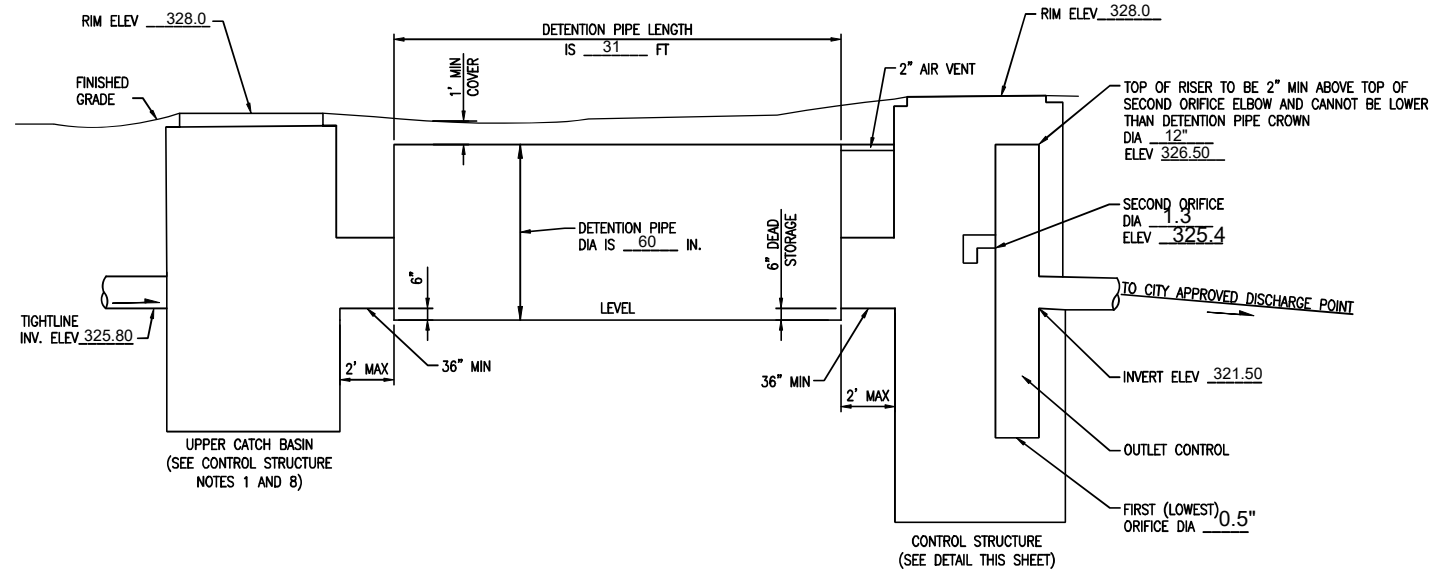 RIM ELEV 328.0
DETENTION PIPE LENGTH
IS 31 FT
RIM ELEV 328.0
FINISHED
GRADE
1' MIN
COVER
2" AIR VENT
TOP OF RISER TO BE 2" MIN ABOVE TOP OF
SECOND ORIFICE ELBOW AND CANNOT BE LOWER
THAN DETENTION PIPE CROWN
DIA 12"
ELEV 326.50
SECOND ORIFICE
DIA 1.3
ELEV 325.4
DETENTION PIPE
DIA IS 60 IN.
6" DEAD
STORAGE
6"
LEVEL
TO CITY APPROVED DISCHARGE POINT
TIGHTLINE
INV. ELEV 325.80
2' MAX
36" MIN
36" MIN
2' MAX
INVERT ELEV 321.50
UPPER CATCH BASIN
(SEE CONTROL STRUCTURE
NOTES 1 AND 8)
OUTLET CONTROL
FIRST (LOWEST)
ORIFICE DIA 0.5"
CONTROL STRUCTURE
(SEE DETAIL THIS SHEET)